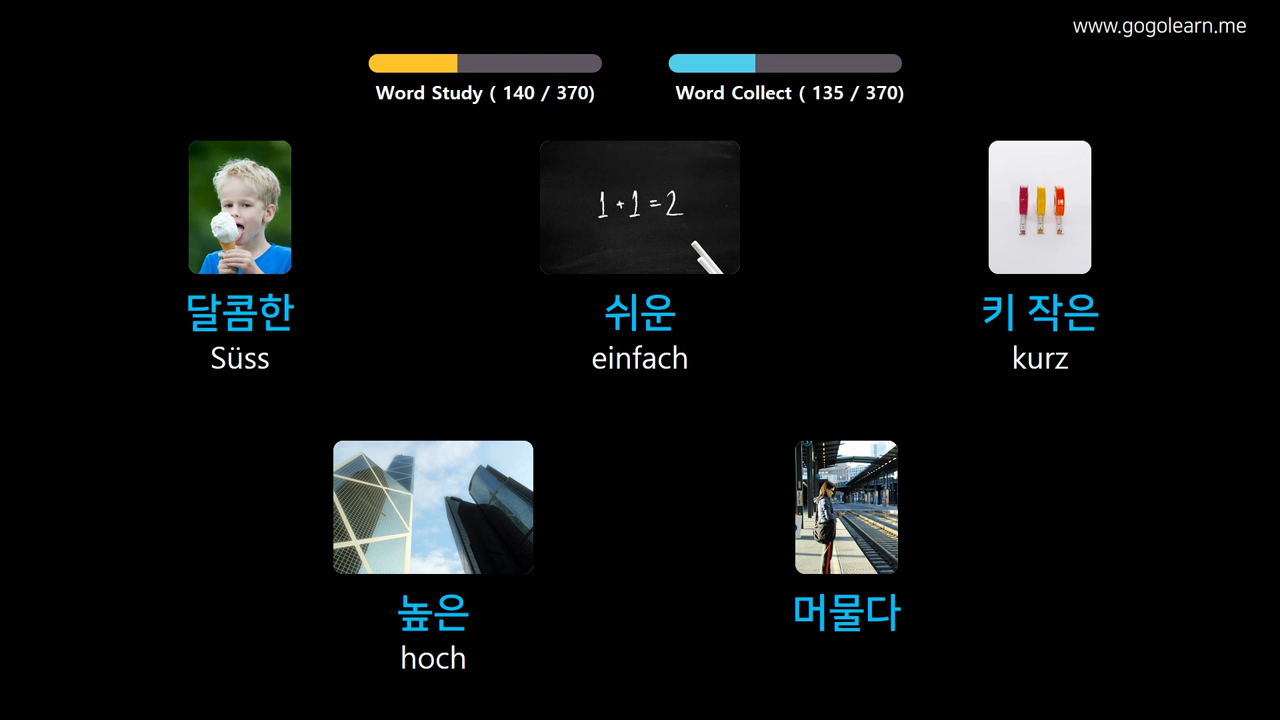 www.gogolearn.me
Word Study ( 140 / 370)
Word Collect ( 135 / 370)
1 + 1 = 2
달콤한
Süss
쉬운
einfach
키 작은
kurz
높은
hoch
머물다